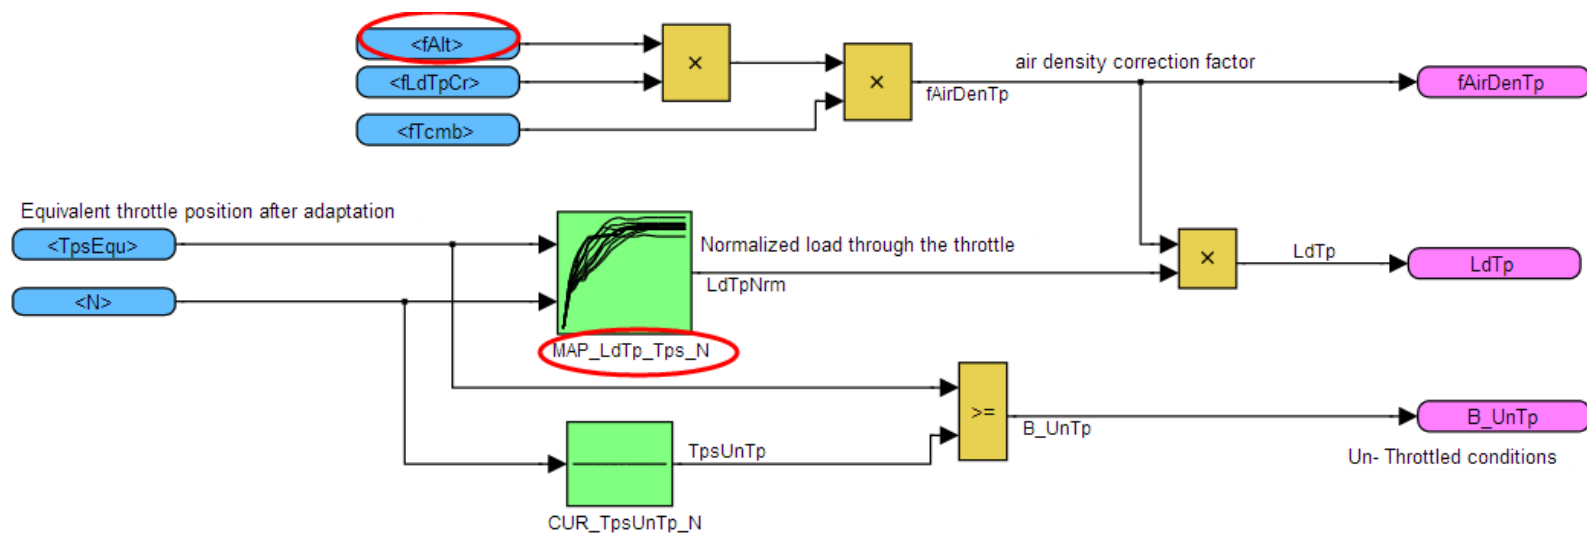 <fAlt>
<fLdTpCr>
<fTcmb>
×
×
air density correction factor
fAirDenTp
fAirDenTp
Equivalent throttle position after adaptation
<TpsEqu>
<N>
MAP_LdTp_Tps_N
Normalized load through the throttle
LdTpNrm
×
LdTp
LdTp
CUR_TpsUnTp_N
TpsUnTp
>=
B_UnTp
B_UnTp
Un- Throttled conditions